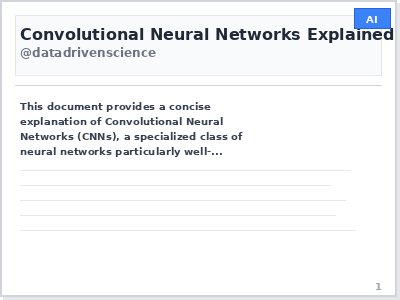 AI
Convolutional Neural Networks Explained
@datadrivenscience
This document provides a concise
explanation of Convolutional Neural
Networks (CNNs), a specialized class of
neural networks particularly well-...
1